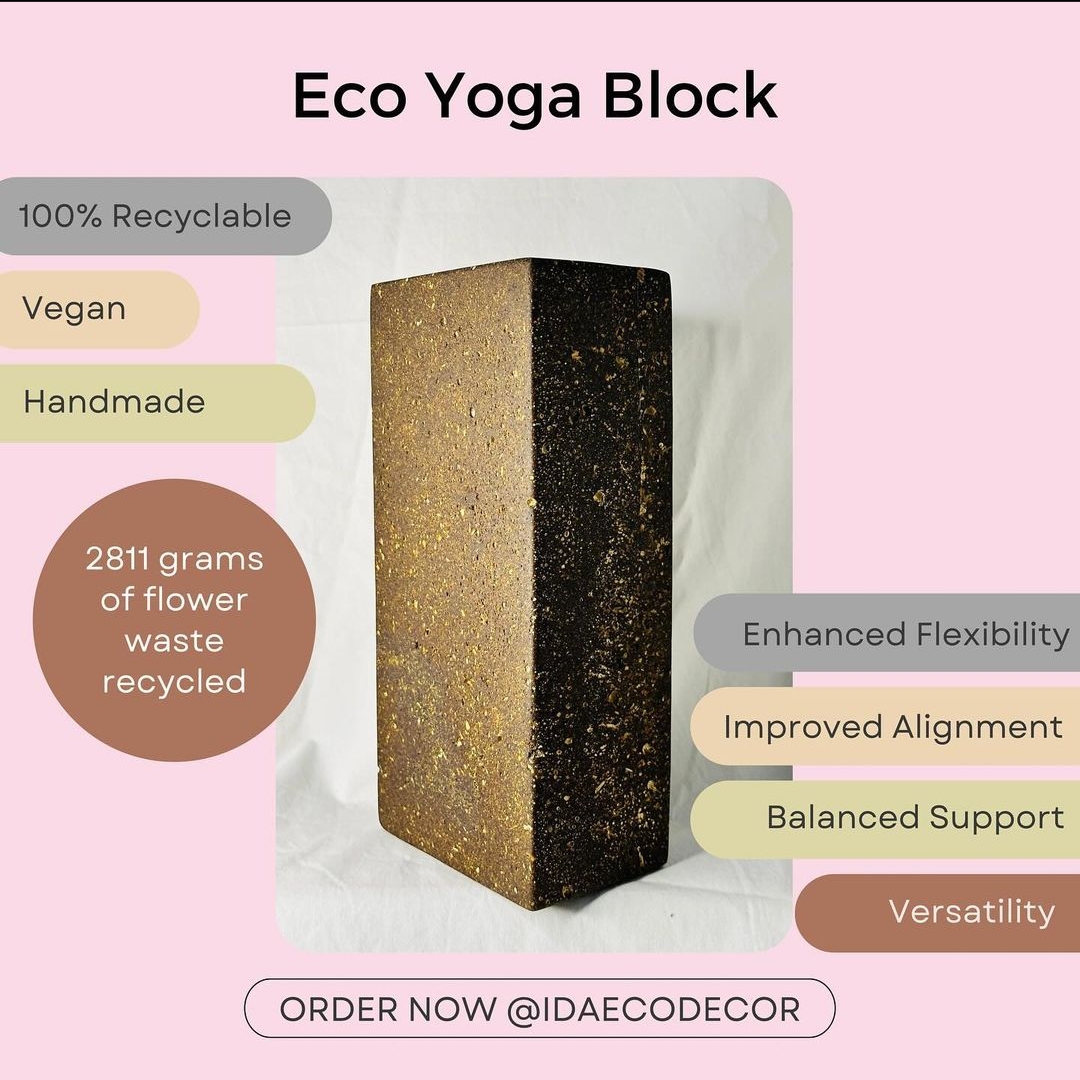 Eco Yoga Block
100% Recyclable
Vegan
Handmade
2811 grams
of flower
waste
recycled
Enhanced Flexibility
Improved Alignment
Balanced Support
Versatility
ORDER NOW @IDAECODECOR